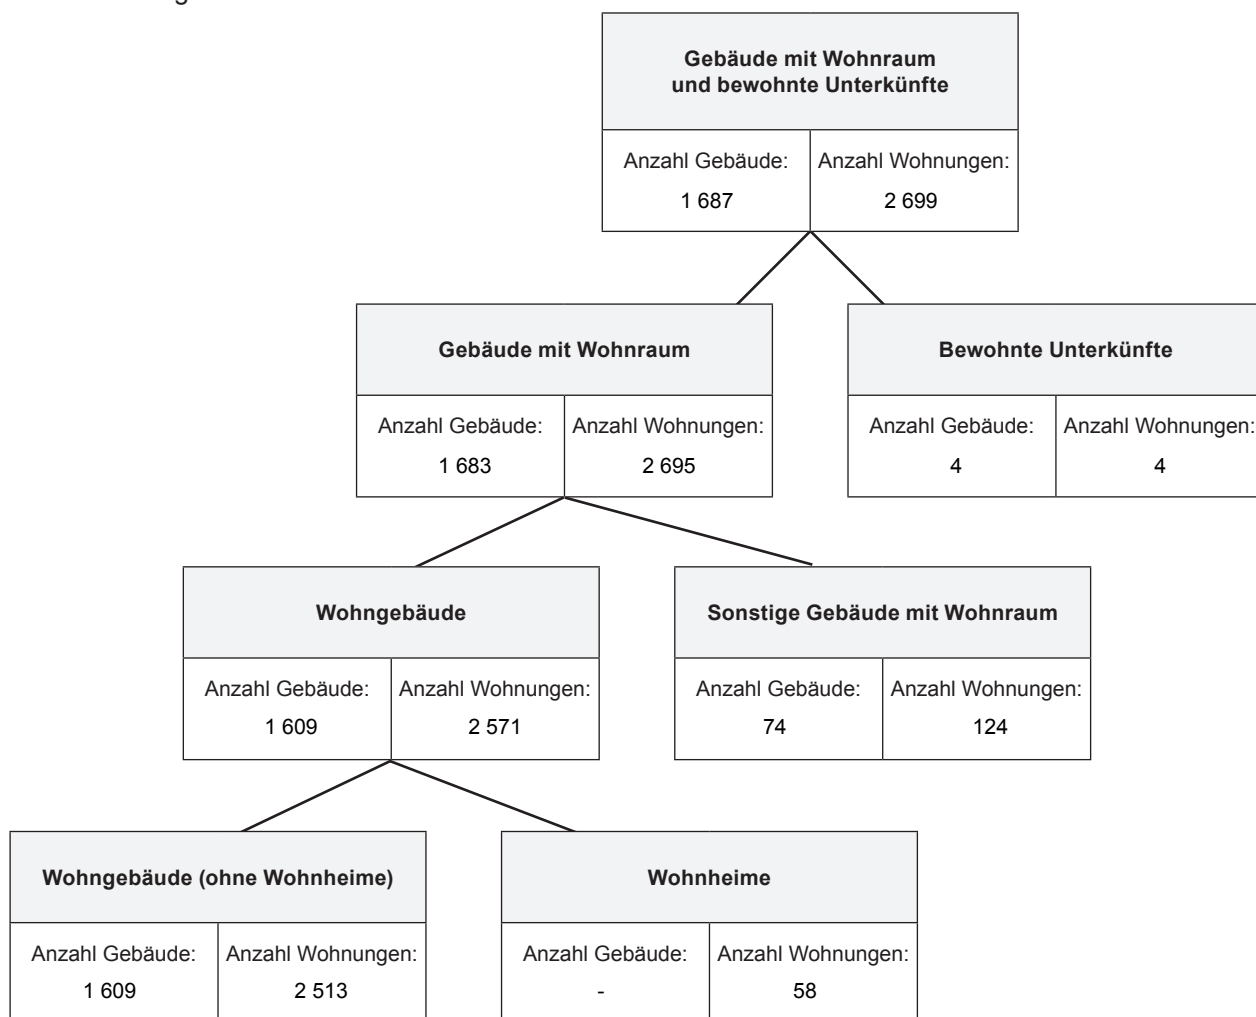 Gebäude mit Wohnraum
und bewohnte Unterkünfte
Anzahl Gebäude: Anzahl Wohnungen:
1 687 2 699
Gebäude mit Wohnraum Bewohnte Unterkünfte
Anzahl Gebäude: Anzahl Wohnungen: Anzahl Gebäude: Anzahl Wohnungen:
1 683 2 695 4 4
Wohngebäude Sonstige Gebäude mit Wohnraum
Anzahl Gebäude: Anzahl Wohnungen: Anzahl Gebäude: Anzahl Wohnungen:
1 609 2 571 74 124
Wohngebäude (ohne Wohnheime) Wohnheime
Anzahl Gebäude: Anzahl Wohnungen: Anzahl Gebäude: Anzahl Wohnungen:
1 609 2 513 - 58